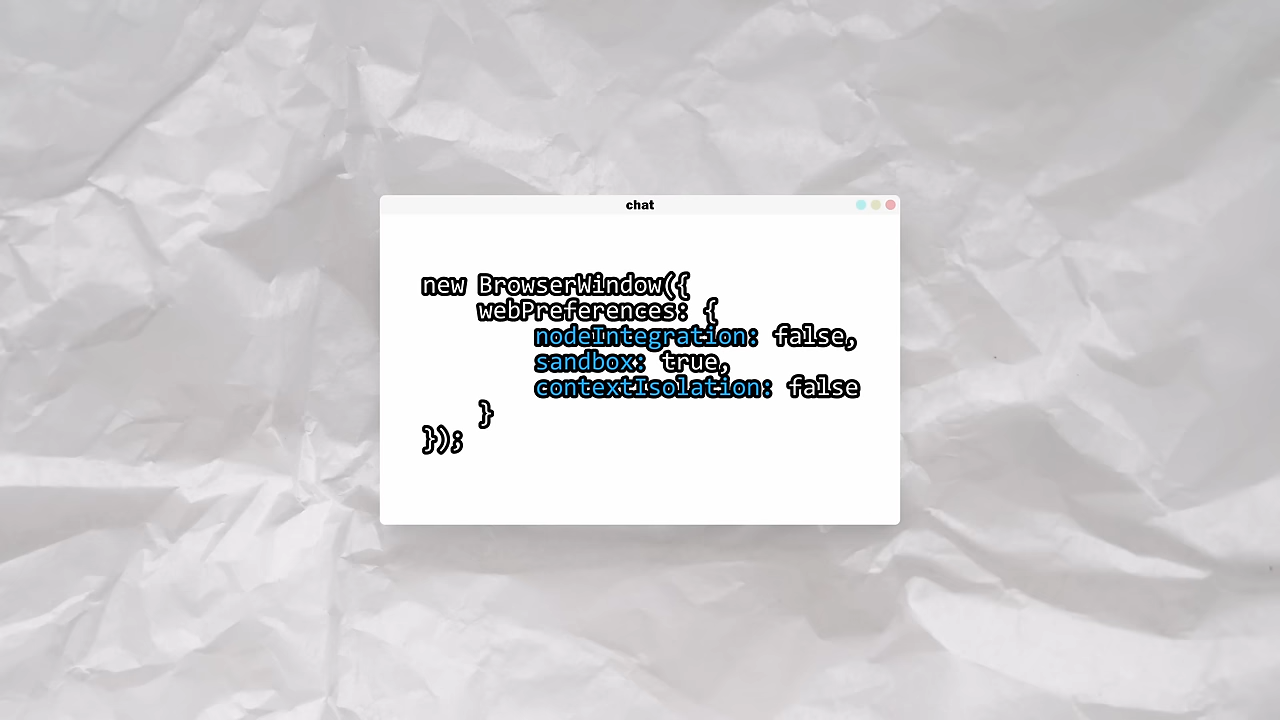 chat
new BrowserWindow({
    webPreferences: {
        nodeIntegration: false,
        sandbox: true,
        contextIsolation: false
    }
});